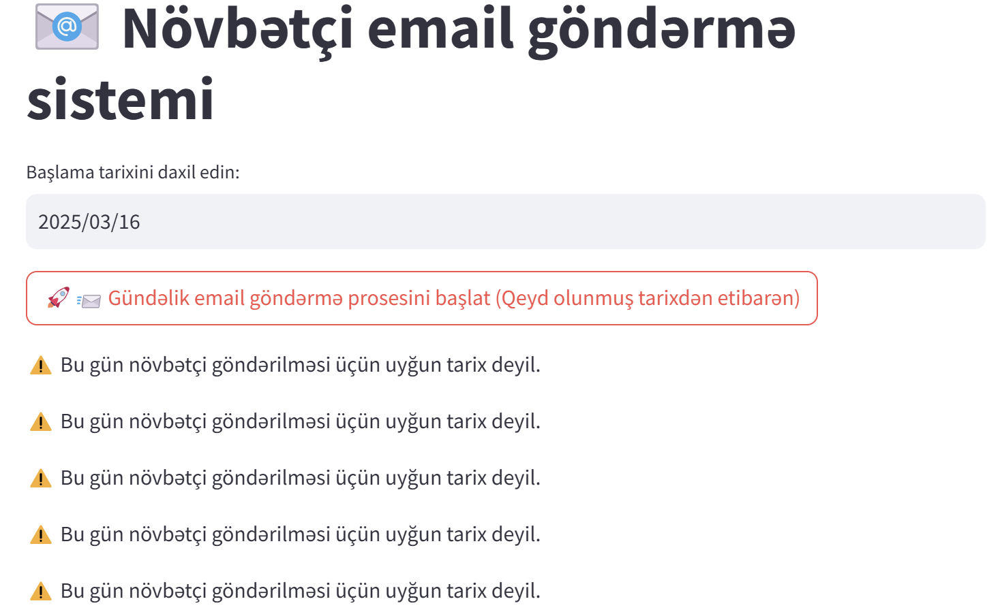 Növbətçi email göndərmə
sistemi
Başlama tarixini daxil edin:
2025/03/16
Gündəlik email göndərmə prosesini başlat (Qeyd olunmuş tarixdən etibarən)
Bu gün növbətçi göndərilməsi üçün uyğun tarix deyil.
Bu gün növbətçi göndərilməsi üçün uyğun tarix deyil.
Bu gün növbətçi göndərilməsi üçün uyğun tarix deyil.
Bu gün növbətçi göndərilməsi üçün uyğun tarix deyil.
Bu gün növbətçi göndərilməsi üçün uyğun tarix deyil.